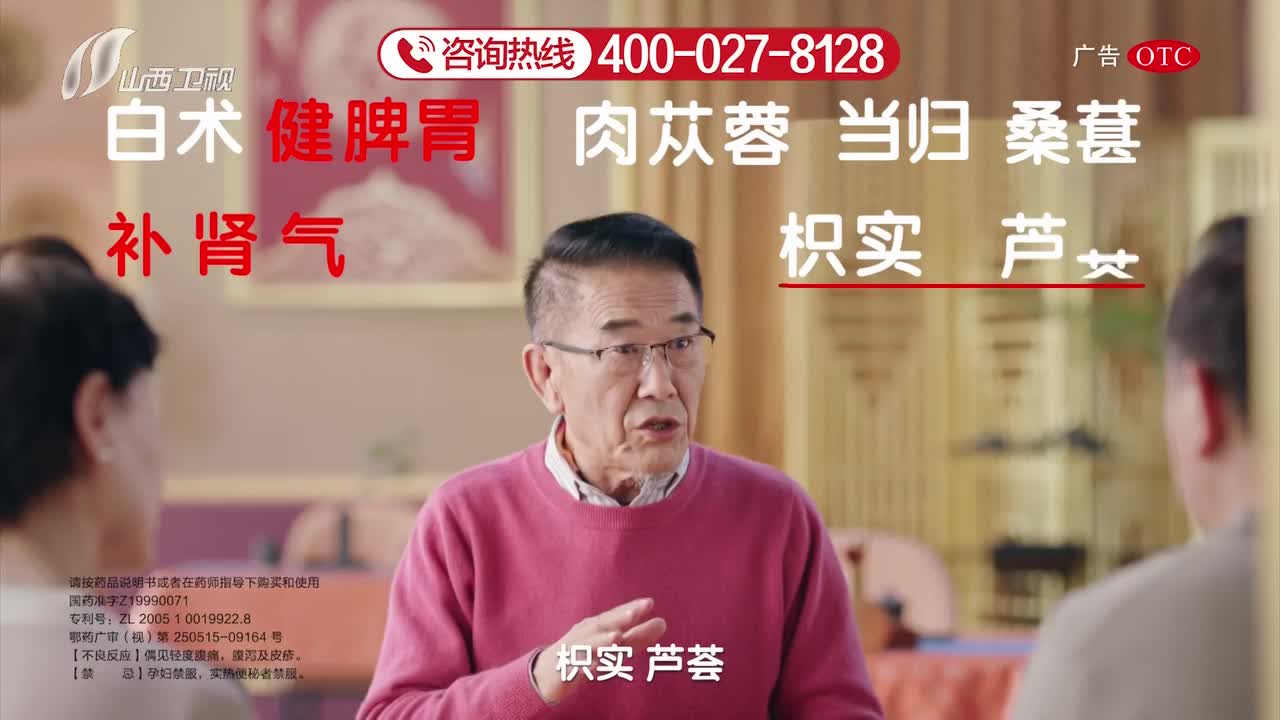 山西卫视
咨询热线 400-027-8128
广告 OTC
白术 健脾胃 肉苁蓉 当归 桑葚
补肾气 枳实 芦荟
请按药品说明书或者在药师指导下购买和使用
国药准字Z19990071
专利号：ZL 2005 1 0019922.8
鄂药广审（视）第 250515-09164 号
【不良反应】偶见轻度腹痛，腹泻及皮疹。
【禁 忌】孕妇禁服，实热便秘者禁服。
枳实 芦荟